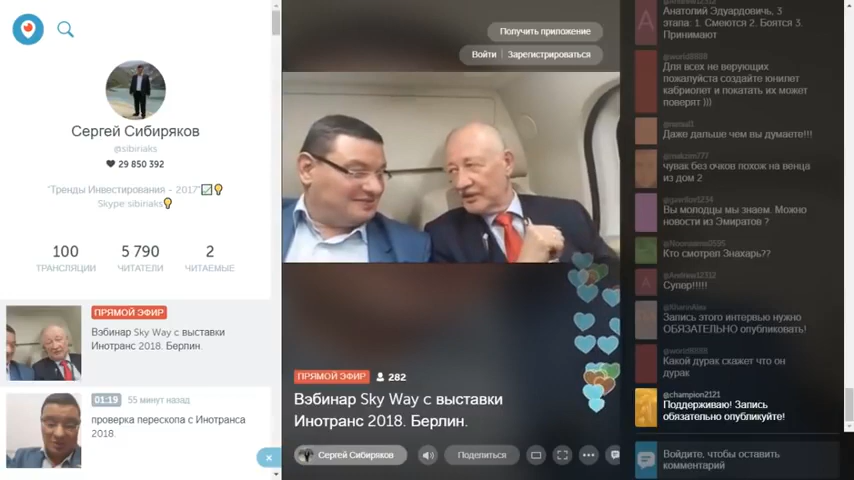 Сергей Сибиряков
@sibiriaks
29 850 392
"Тренды Инвестирования - 2017"
Skype sibiriaks
100
ТРАНСЛЯЦИИ
5 790
ЧИТАТЕЛИ
2
ЧИТАЕМЫЕ
ПРЯМОЙ ЭФИР
Вэбинар Sky Way с выставки
Инотранс 2018. Берлин.
01:19 55 минут назад
проверка перескопа с Инотранса
2018.
Получить приложение
Войти | Зарегистрироваться
ПРЯМОЙ ЭФИР 282
Вэбинар Sky Way с выставки
Инотранс 2018. Берлин.
Сергей Сибиряков
Поделиться
Анатолий Эдуардовичь, 3
этапа: 1. Смеются 2. Боятся 3.
Принимают
@world8888
Для всех не верующих
пожалуйста создайте юнилет
кабриолет и покатать их может
поверят )))
Даже дальше чем вы думаете!!!
чувак без очков похож на венца
из дом 2
Вы молодцы мы знаем. Можно
новости из Эмиратов ?
Кто смотрел Знахарь??
Супер!!!!!
@KharinAlex
Запись этого интервью нужно
ОБЯЗАТЕЛЬНО опубликовать!
@world8888
Какой дурак скажет что он
дурак
@champion2121
Поддерживаю! Запись
обязательно опубликуйте!
Войдите, чтобы оставить
комментарий